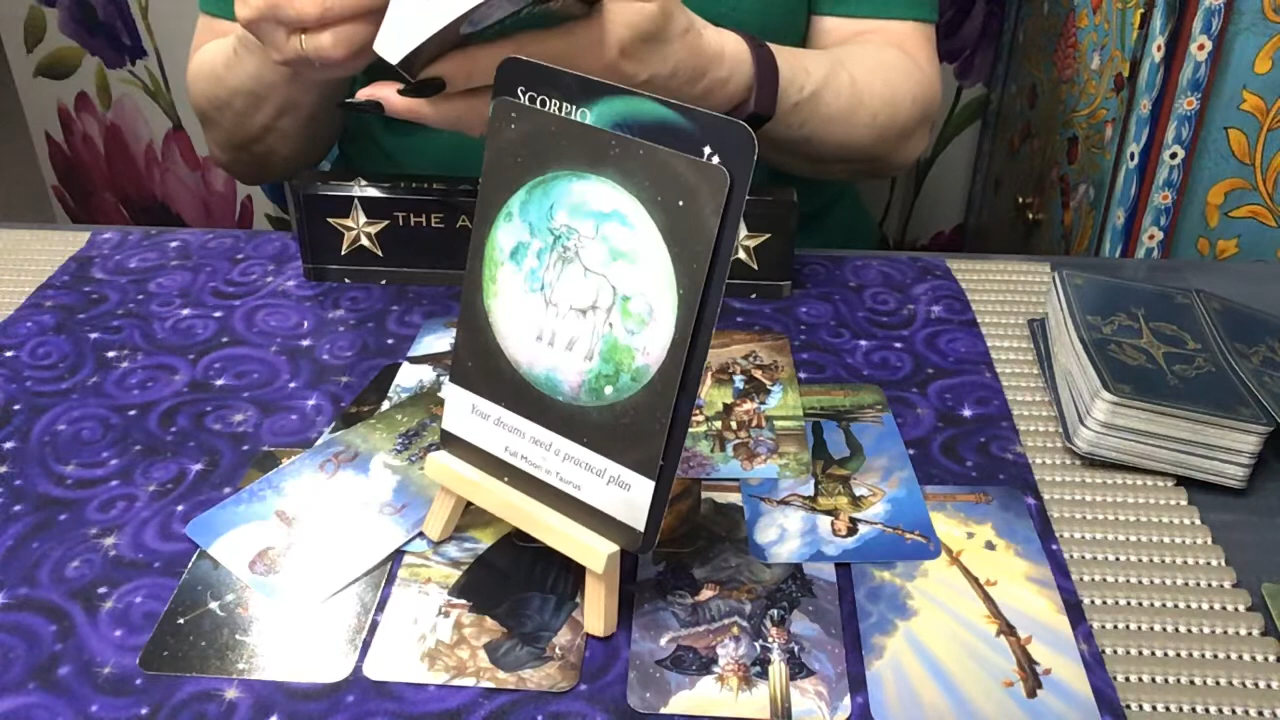 SCORPIO
THE A
Your dreams need a practical plan
Full Moon in Taurus